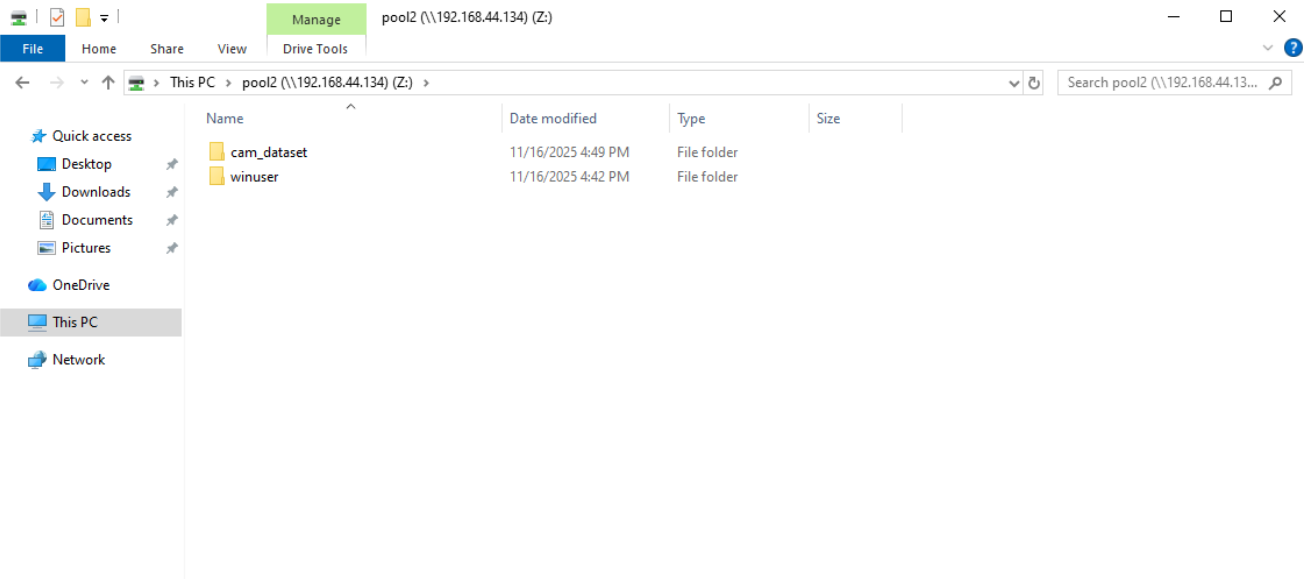 Manage pool2 (\\192.168.44.134) (Z:)
File Home Share View Drive Tools
This PC pool2 (\\192.168.44.134) (Z:) Search pool2 (\\192.168.44.13...
Name Date modified Type Size
Quick access
Desktop
Downloads
Documents
Pictures
OneDrive
This PC
Network
cam_dataset 11/16/2025 4:49 PM File folder
winuser 11/16/2025 4:42 PM File folder